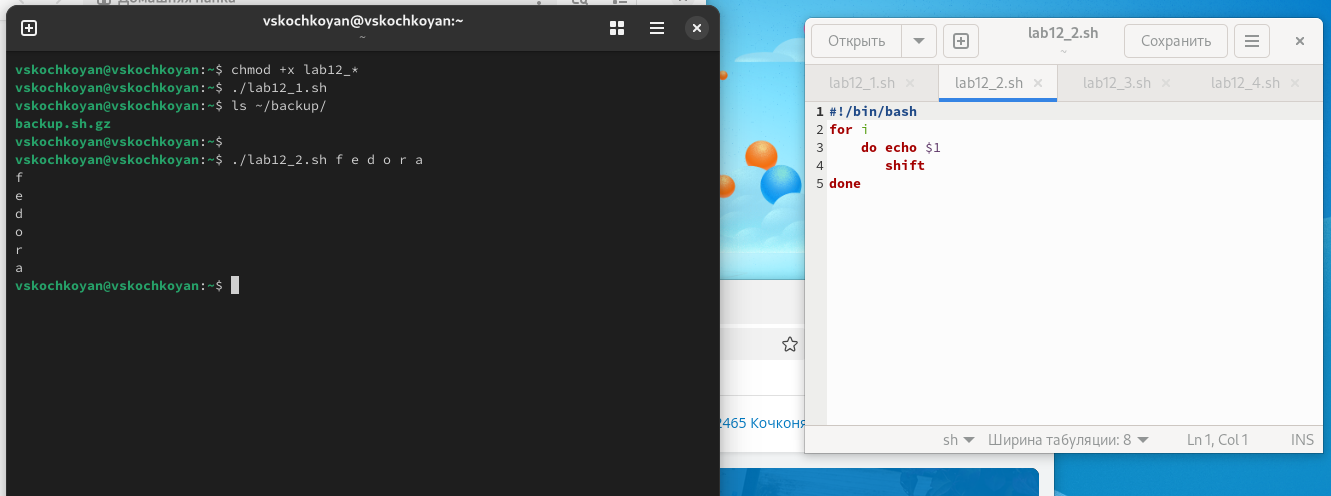 Домашняя папка
vskochkoyan@vskochkoyan:~
~
vskochkoyan@vskochkoyan:~$ chmod +x lab12_*
vskochkoyan@vskochkoyan:~$ ./lab12_1.sh
vskochkoyan@vskochkoyan:~$ ls ~/backup/
backup.sh.gz
vskochkoyan@vskochkoyan:~$
vskochkoyan@vskochkoyan:~$ ./lab12_2.sh f e d o r a
f
e
d
o
r
a
vskochkoyan@vskochkoyan:~$
2465 Кочконя
Открыть
lab12_2.sh
~
Сохранить
lab12_1.sh
lab12_2.sh
lab12_3.sh
lab12_4.sh
1 #!/bin/bash
2 for i
3     do echo $1
4        shift
5 done
sh
Ширина табуляции: 8
Ln 1, Col 1
INS